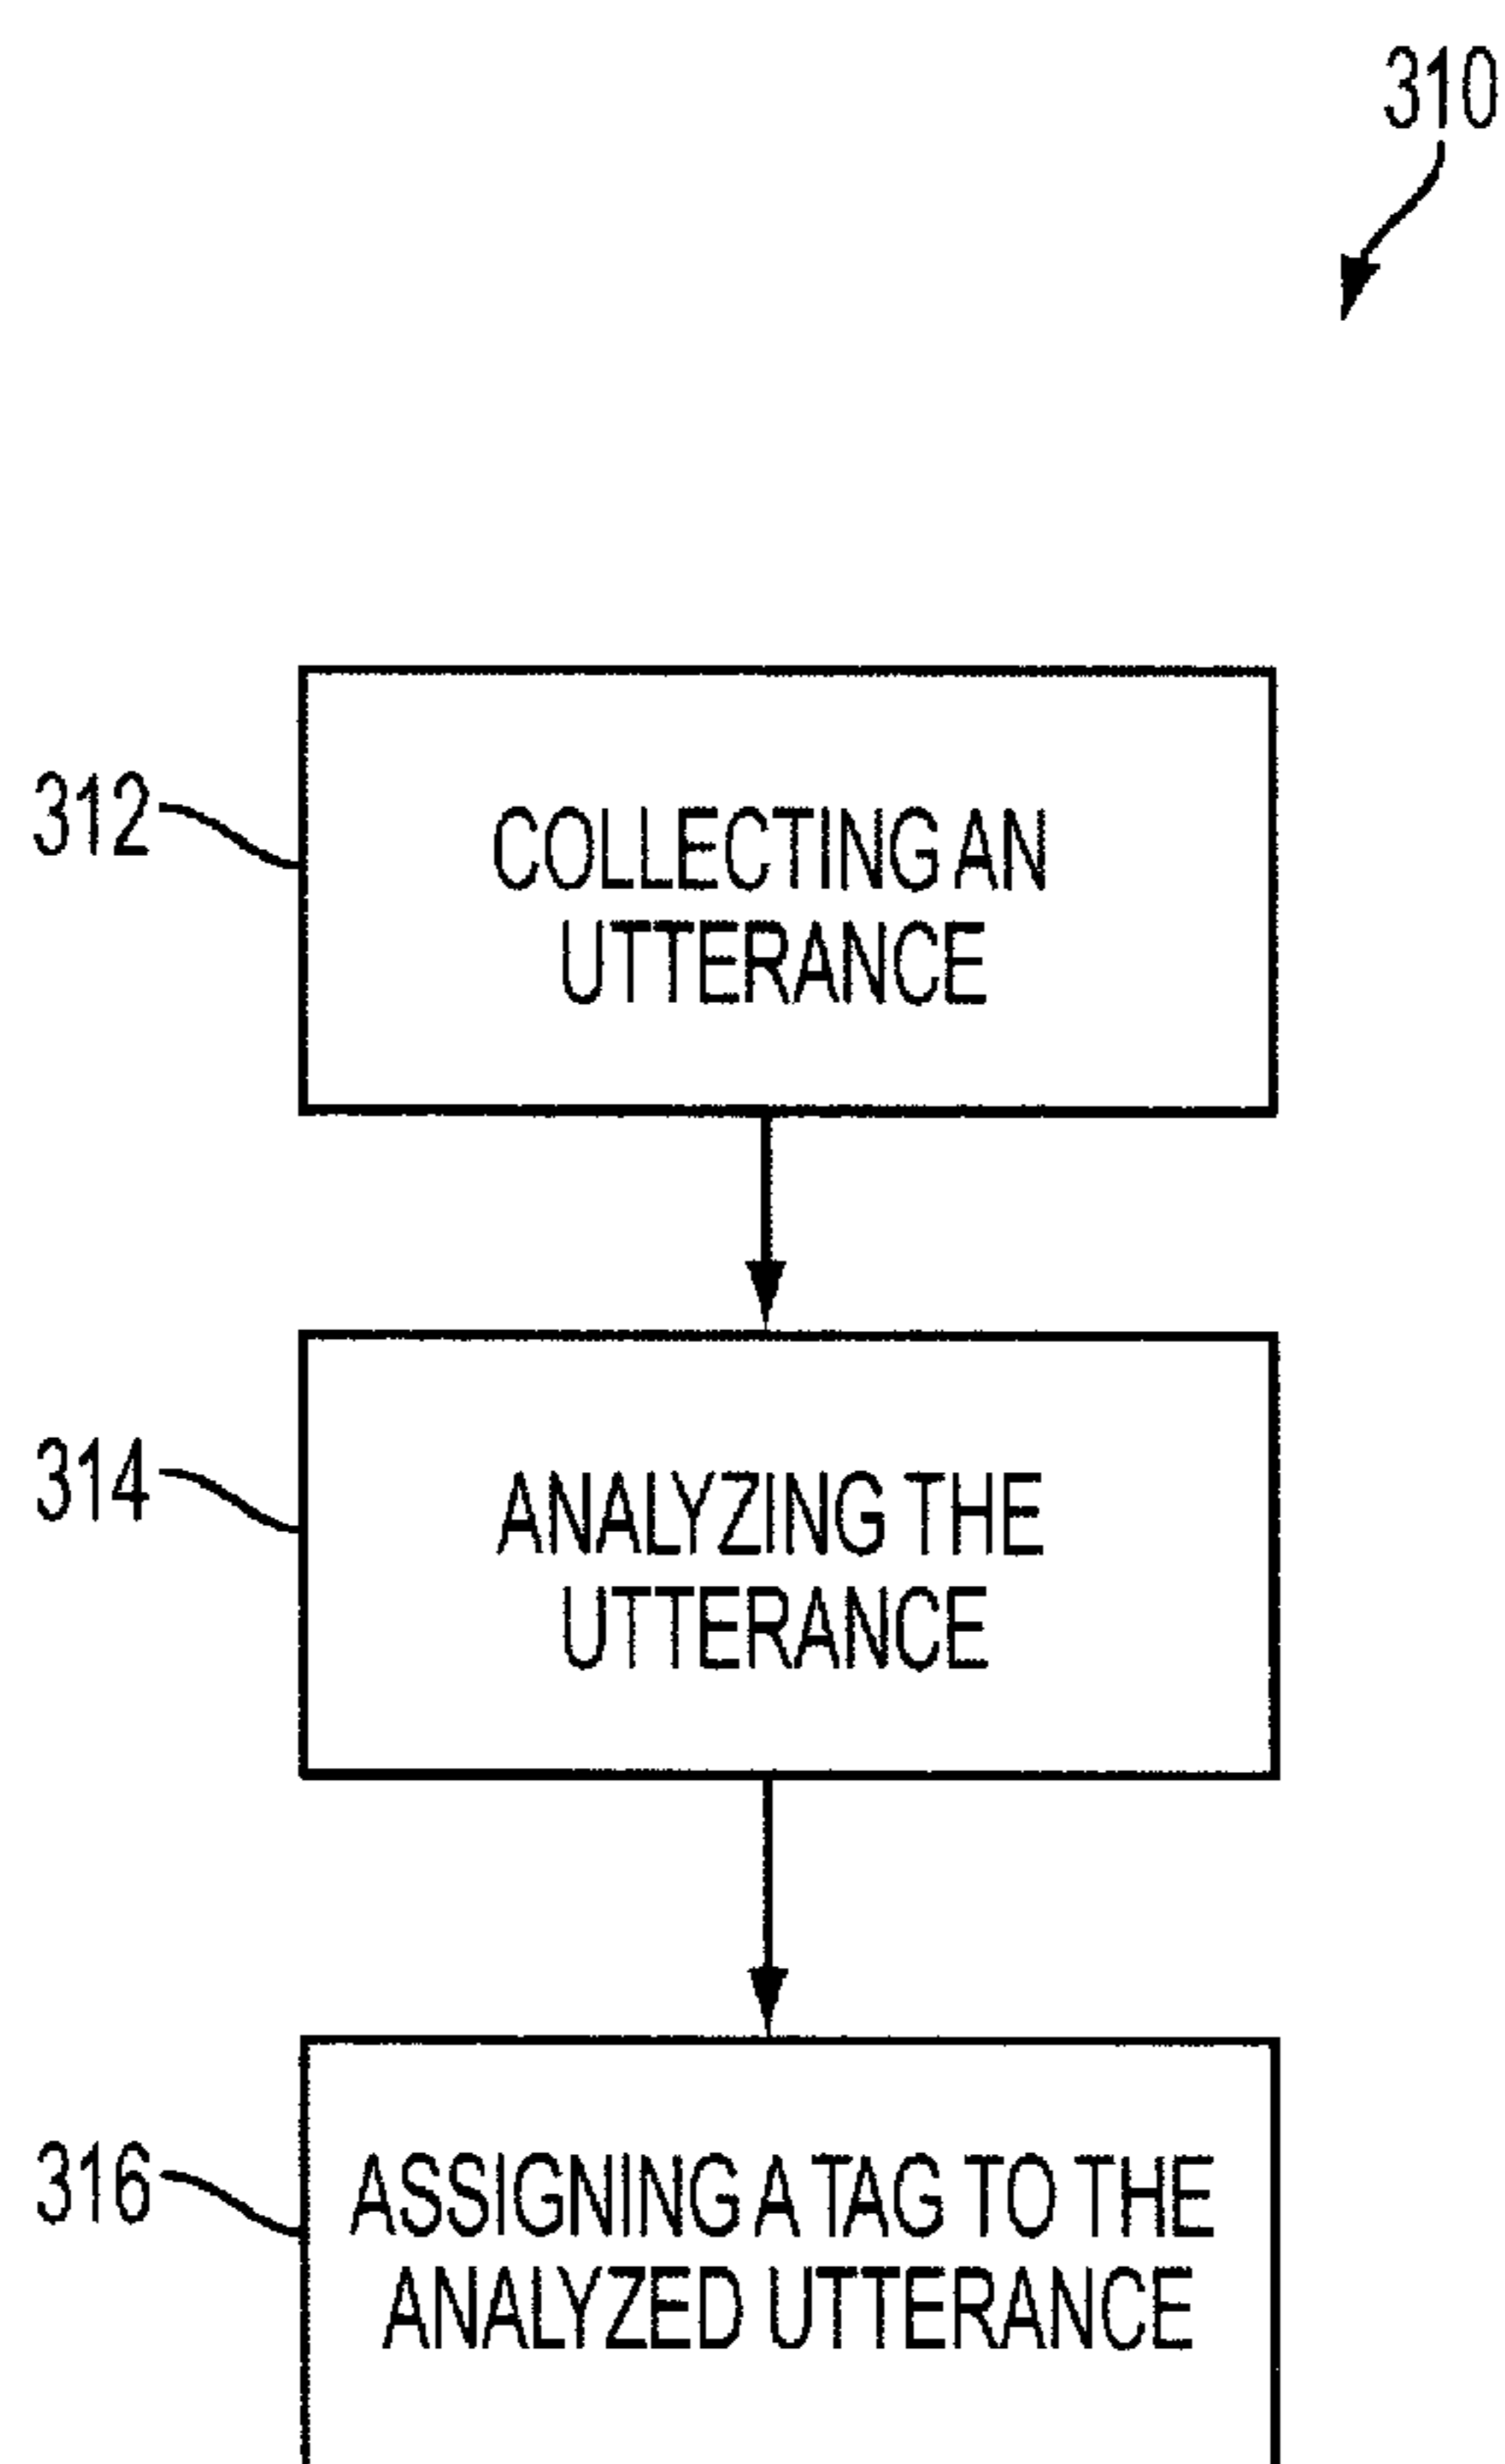 310
312
COLLECTING AN
UTTERANCE
314
ANALYZING THE
UTTERANCE
316
ASSIGNING A TAG TO THE
ANALYZED UTTERANCE